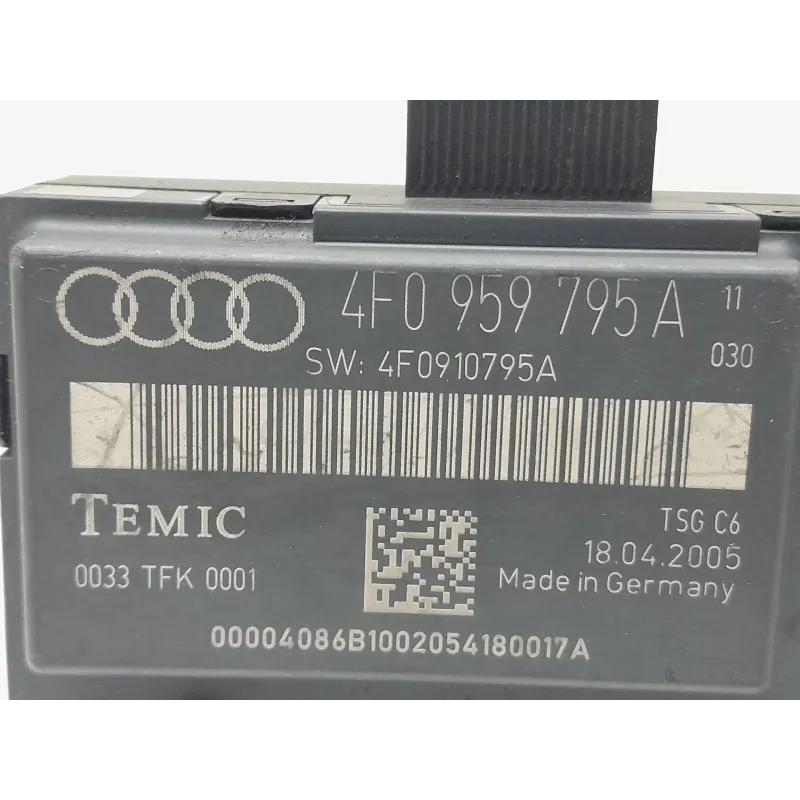 4F0 959 795 A 11
SW: 4F0910795A 030
TEMIC
TSG C6
18.04.2005
0033 TFK 0001
Made in Germany
00004086B1002054180017A